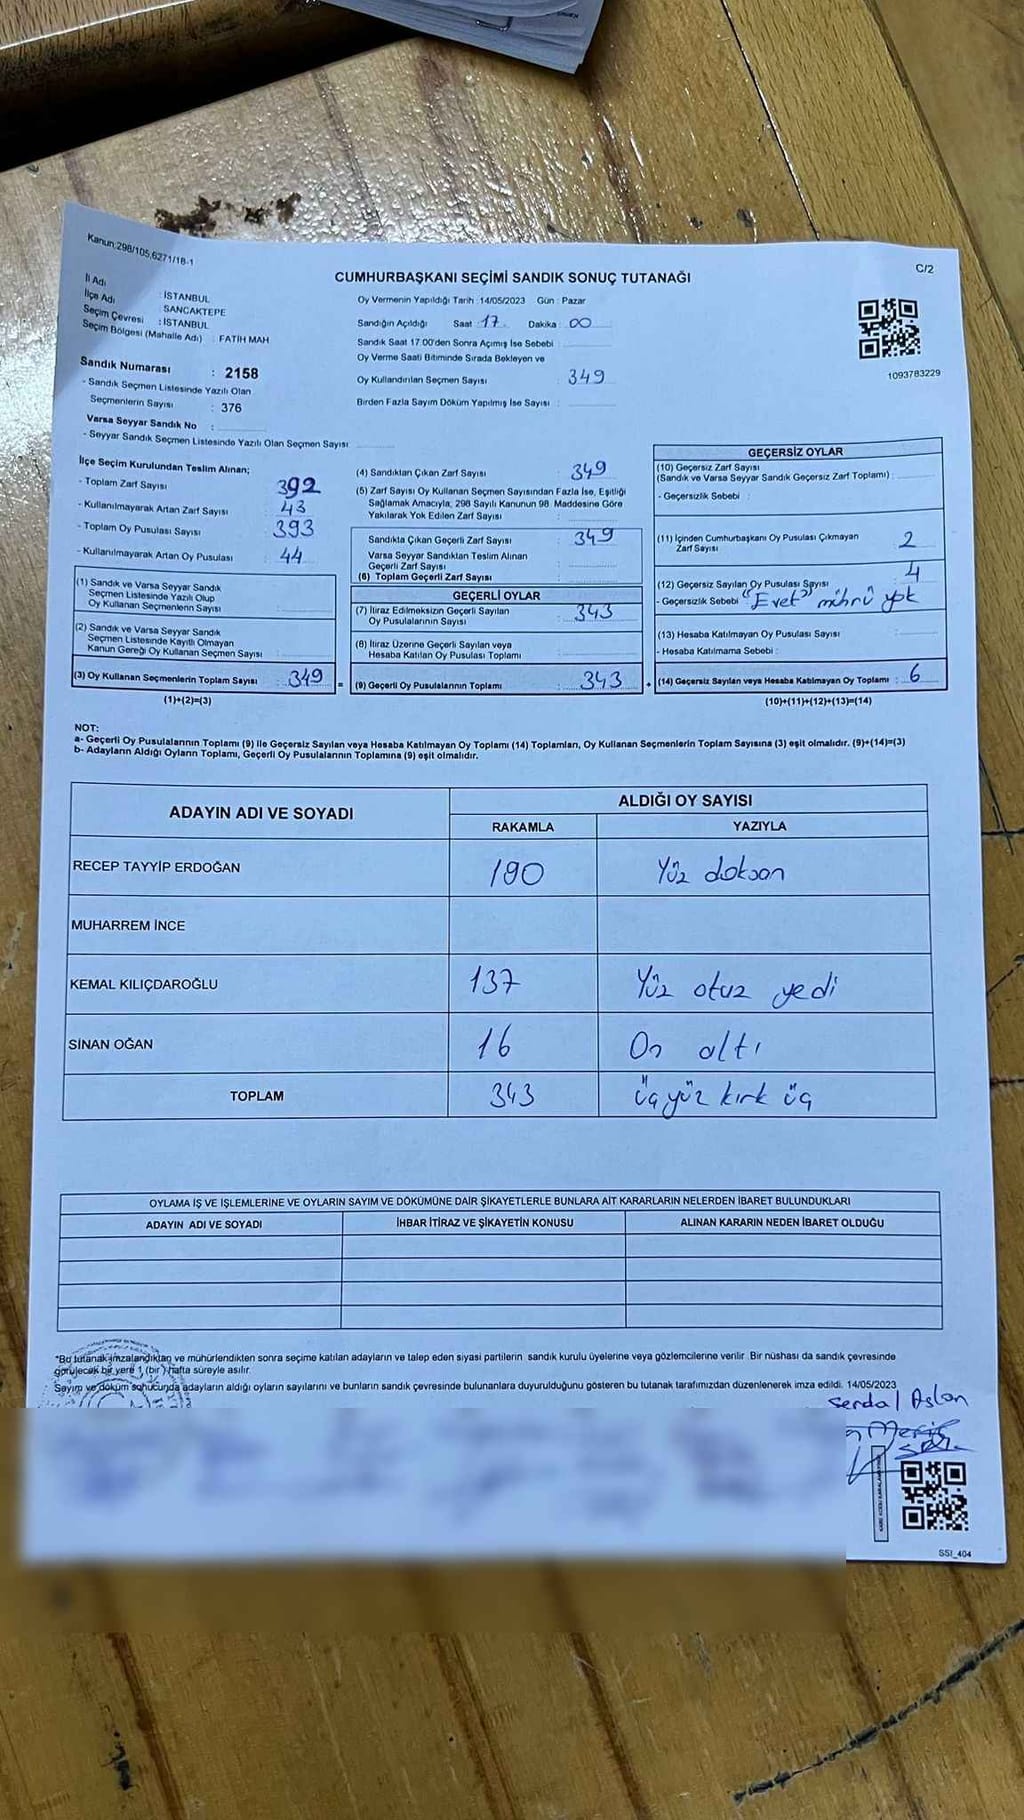 Kanun:298/105,6271/18-1
C/2
CUMHURBAŞKANI SEÇİMİ SANDIK SONUÇ TUTANAĞI
İl Adı : İSTANBUL
İlçe Adı SANCAKTEPE
Seçim Çevresi : İSTANBUL
Seçim Bölgesi (Mahalle Adı) : FATİH MAH
Oy Vermenin Yapıldığı Tarih :14/05/2023 Gün : Pazar
Sandığın Açıldığı Saat :17 Dakika :00
Sandık Saat 17.00'den Sonra Açımış İse Sebebi :
Oy Verme Saati Bitiminde Sırada Bekleyen ve
Oy Kullandırılan Seçmen Sayısı : 349
Birden Fazla Sayım Döküm Yapılmış İse Sayısı :
1093783229
Sandık Numarası : 2158
- Sandık Seçmen Listesinde Yazılı Olan
Seçmenlerin Sayısı : 376
Varsa Seyyar Sandık No :
- Seyyar Sandık Seçmen Listesinde Yazılı Olan Seçmen Sayısı
İlçe Seçim Kurulundan Teslim Alınan;
- Toplam Zarf Sayısı 392
- Kullanılmayarak Artan Zarf Sayısı : 43
- Toplam Oy Pusulası Sayısı 393
- Kullanılmayarak Artan Oy Pusulası : 44
(1) Sandık ve Varsa Seyyar Sandık
Seçmen Listesinde Yazılı Olup
Oy Kullanan Seçmenlerin Sayısı :
(2) Sandık ve Varsa Seyyar Sandık
Seçmen Listesinde Kayıtlı Olmayan
Kanun Gereği Oy Kullanan Seçmen Sayısı :
(3) Oy Kullanan Seçmenlerin Toplam Sayısı : 349 =
(1)+(2)=(3)
(4) Sandıktan Çıkan Zarf Sayısı : 349
(5) Zarf Sayısı Oy Kullanan Seçmen Sayısından Fazla İse, Eşitliği
Sağlamak Amacıyla; 298 Sayılı Kanunun 98. Maddesine Göre
Yakılarak Yok Edilen Zarf Sayısı :
Sandıkta Çıkan Geçerli Zarf Sayısı : 349
Varsa Seyyar Sandıktan Teslim Alınan
Geçerli Zarf Sayısı :
(6) Toplam Geçerli Zarf Sayısı :
GEÇERLİ OYLAR
(7) İtiraz Edilmeksizin Geçerli Sayılan
Oy Pusulalarının Sayısı : 343
(8) İtiraz Üzerine Geçerli Sayılan veya
Hesaba Katılan Oy Pusulası Toplamı :
(9) Geçerli Oy Pusulalarının Toplamı : 343 +
GEÇERSİZ OYLAR
(10) Geçersiz Zarf Sayısı
(Sandık ve Varsa Seyyar Sandık Geçersiz Zarf Toplamı) :
- Geçersizlik Sebebi :
(11) İçinden Cumhurbaşkanı Oy Pusulası Çıkmayan
Zarf Sayısı : 2
(12) Geçersiz Sayılan Oy Pusulası Sayısı : 4
- Geçersizlik Sebebi "Evet" mührü yok
(13) Hesaba Katılmayan Oy Pusulası Sayısı :
- Hesaba Katılmama Sebebi :
(14) Geçersiz Sayılan veya Hesaba Katılmayan Oy Toplamı : 6
(10)+(11)+(12)+(13)=(14)
NOT:
a- Geçerli Oy Pusulalarının Toplamı (9) ile Geçersiz Sayılan veya Hesaba Katılmayan Oy Toplamı (14) Toplamları, Oy Kullanan Seçmenlerin Toplam Sayısına (3) eşit olmalıdır. (9)+(14)=(3)
b- Adayların Aldığı Oyların Toplamı, Geçerli Oy Pusulalarının Toplamına (9) eşit olmalıdır.
ADAYIN ADI VE SOYADI ALDIĞI OY SAYISI
RAKAMLA YAZIYLA
RECEP TAYYİP ERDOĞAN 190 Yüz doksan
MUHARREM İNCE
KEMAL KILIÇDAROĞLU 137 Yüz otuz yedi
SİNAN OĞAN 16 On altı
TOPLAM 343 üç yüz kırk üç
OYLAMA İŞ VE İŞLEMLERİNE VE OYLARIN SAYIM VE DÖKÜMÜNE DAİR ŞİKAYETLERLE BUNLARA AİT KARARLARIN NELERDEN İBARET BULUNDUKLARI
ADAYIN ADI VE SOYADI İHBAR İTİRAZ VE ŞİKAYETİN KONUSU ALINAN KARARIN NEDEN İBARET OLDUĞU
*Bu tutanak imzalandıktan ve mühürlendikten sonra seçime katılan adayların ve talep eden siyasi partilerin sandık kurulu üyelerine veya gözlemcilerine verilir. Bir nüshası da sandık çevresinde
görülecek bir yere 1 (bir) hafta süreyle asılır.
Sayım ve döküm sonucunda adayların aldığı oyların sayılarını ve bunların sandık çevresinde bulunanlara duyurulduğunu gösteren bu tutanak tarafımızdan düzenlenerek imza edildi. 14/05/2023
Serdal Aslan
SSI_404